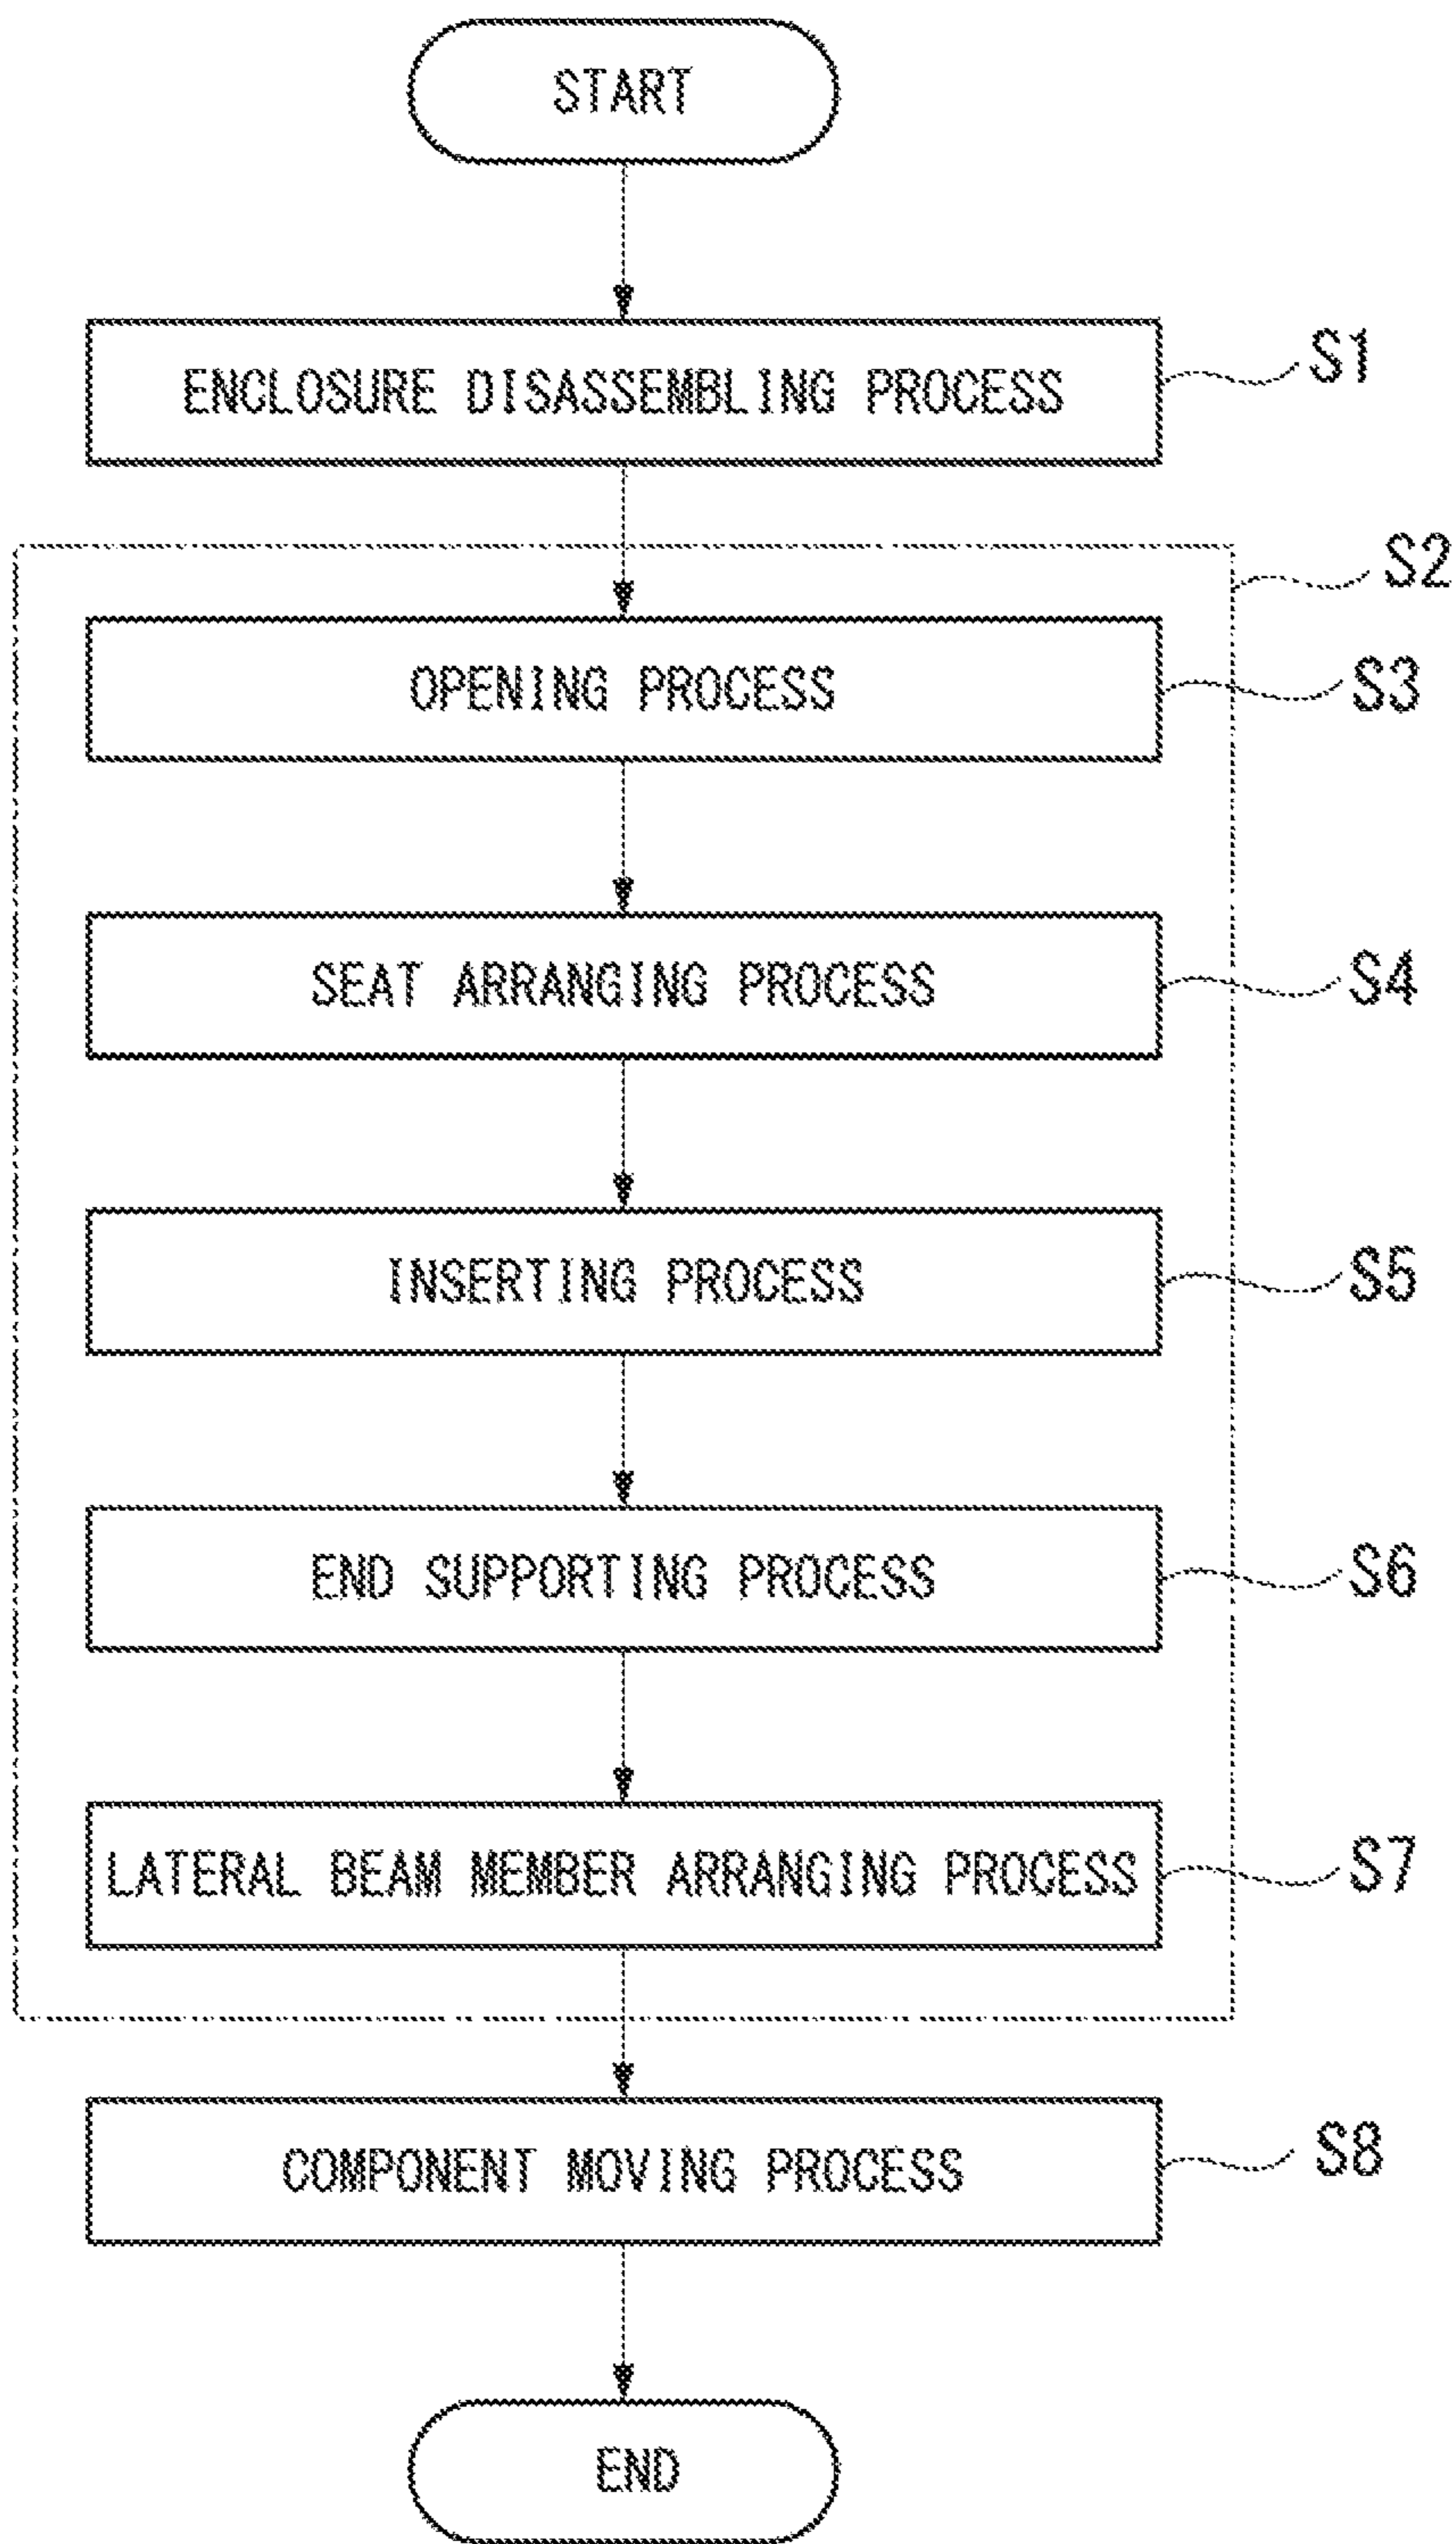 START
ENCLOSURE DISASSEMBLING PROCESS
S1
S2
OPENING PROCESS
S3
SEAT ARRANGING PROCESS
S4
INSERTING PROCESS
S5
END SUPPORTING PROCESS
S6
LATERAL BEAM MEMBER ARRANGING PROCESS
S7
COMPONENT MOVING PROCESS
S8
END